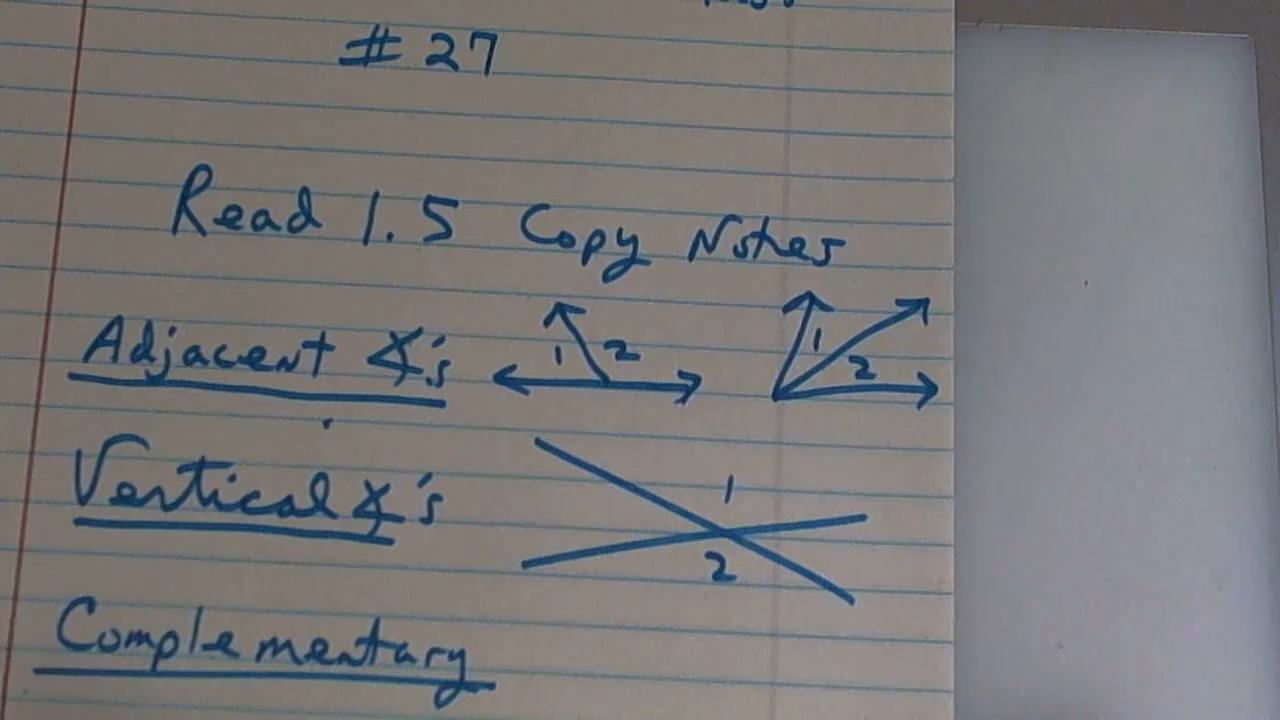 # 27
Read 1.5 Copy Notes
Adjacent ∡'s 1 2 1 2
Vertical ∡'s 1 2
Complementary